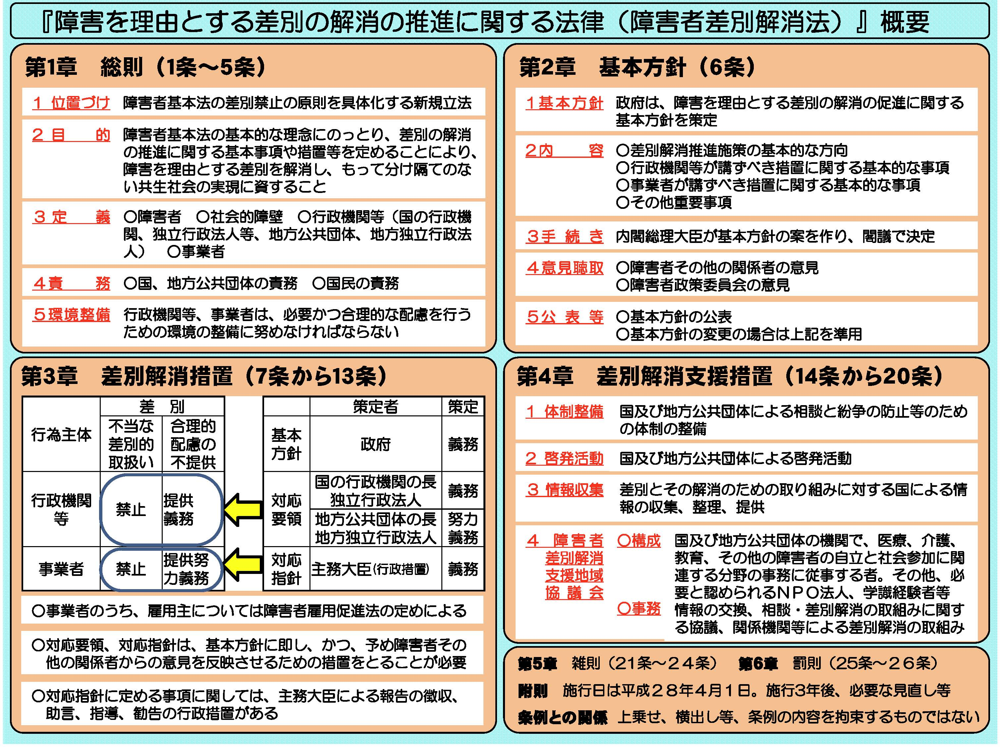 『障害を理由とする差別の解消の推進に関する法律（障害者差別解消法）』概要
第1章　総則（1条～5条）
１ 位置づけ　障害者基本法の差別禁止の原則を具体化する新規立法
２ 目　　的　障害者基本法の基本的な理念にのっとり、差別の解消
の推進に関する基本事項や措置等を定めることにより、
障害を理由とする差別を解消し、もって分け隔てのな
い共生社会の実現に資すること
３ 定　　義　〇障害者　〇社会的障壁　〇行政機関等（国の行政機
関、独立行政法人等、地方公共団体、地方独立行政法
人）　〇事業者
４責　　務　〇国、地方公共団体の責務　〇国民の責務
５環境整備　行政機関等、事業者は、必要かつ合理的な配慮を行う
ための環境の整備に努めなければならない
第2章　基本方針（6条）
１基本方針　政府は、障害を理由とする差別の解消の促進に関する
基本方針を策定
２内　　容　〇差別解消推進施策の基本的な方向
〇行政機関等が講ずべき措置に関する基本的な事項
〇事業者が講ずべき措置に関する基本的な事項
〇その他重要事項
３手 続 き　内閣総理大臣が基本方針の案を作り、閣議で決定
４意見聴取　〇障害者その他の関係者の意見
〇障害者政策委員会の意見
５公 表 等　〇基本方針の公表
〇基本方針の変更の場合は上記を準用
第3章　差別解消措置（7条から13条）
行為主体
差　別
不当な
差別的
取扱い
合理的
配慮の
不提供
行政機関
等
禁止
提供
義務
事業者
禁止
提供努
力義務
策定者
策定
基本
方針
政府
義務
対応
要領
国の行政機関の長
独立行政法人
義務
地方公共団体の長
地方独立行政法人
努力
義務
対応
指針
主務大臣(行政措置)
義務
〇事業者のうち、雇用主については障害者雇用促進法の定めによる
〇対応要領、対応指針は、基本方針に即し、かつ、予め障害者その
他の関係者からの意見を反映させるための措置をとることが必要
〇対応指針に定める事項に関しては、主務大臣による報告の徴収、
助言、指導、勧告の行政措置がある
第4章　差別解消支援措置（14条から20条）
１ 体制整備　国及び地方公共団体による相談と紛争の防止等のため
の体制の整備
２ 啓発活動　国及び地方公共団体による啓発活動
３ 情報収集　差別とその解消のための取り組みに対する国による情
報の収集、整理、提供
４ 障害者
差別解消
支援地域
協 議 会
〇構成　国及び地方公共団体の機関で、医療、介護、
教育、その他の障害者の自立と社会参加に関
連する分野の事務に従事する者。その他、必
要と認められるＮＰＯ法人、学識経験者等
〇事務　情報の交換、相談・差別解消の取組みに関す
る協議、関係機関等による差別解消の取組み
第5章　雑則（21条～２４条）　第6章　罰則（25条～２６条）
附則　施行日は平成２８年４月１日。施行3年後、必要な見直し等
条例との関係　上乗せ、横出し等、条例の内容を拘束するものではない